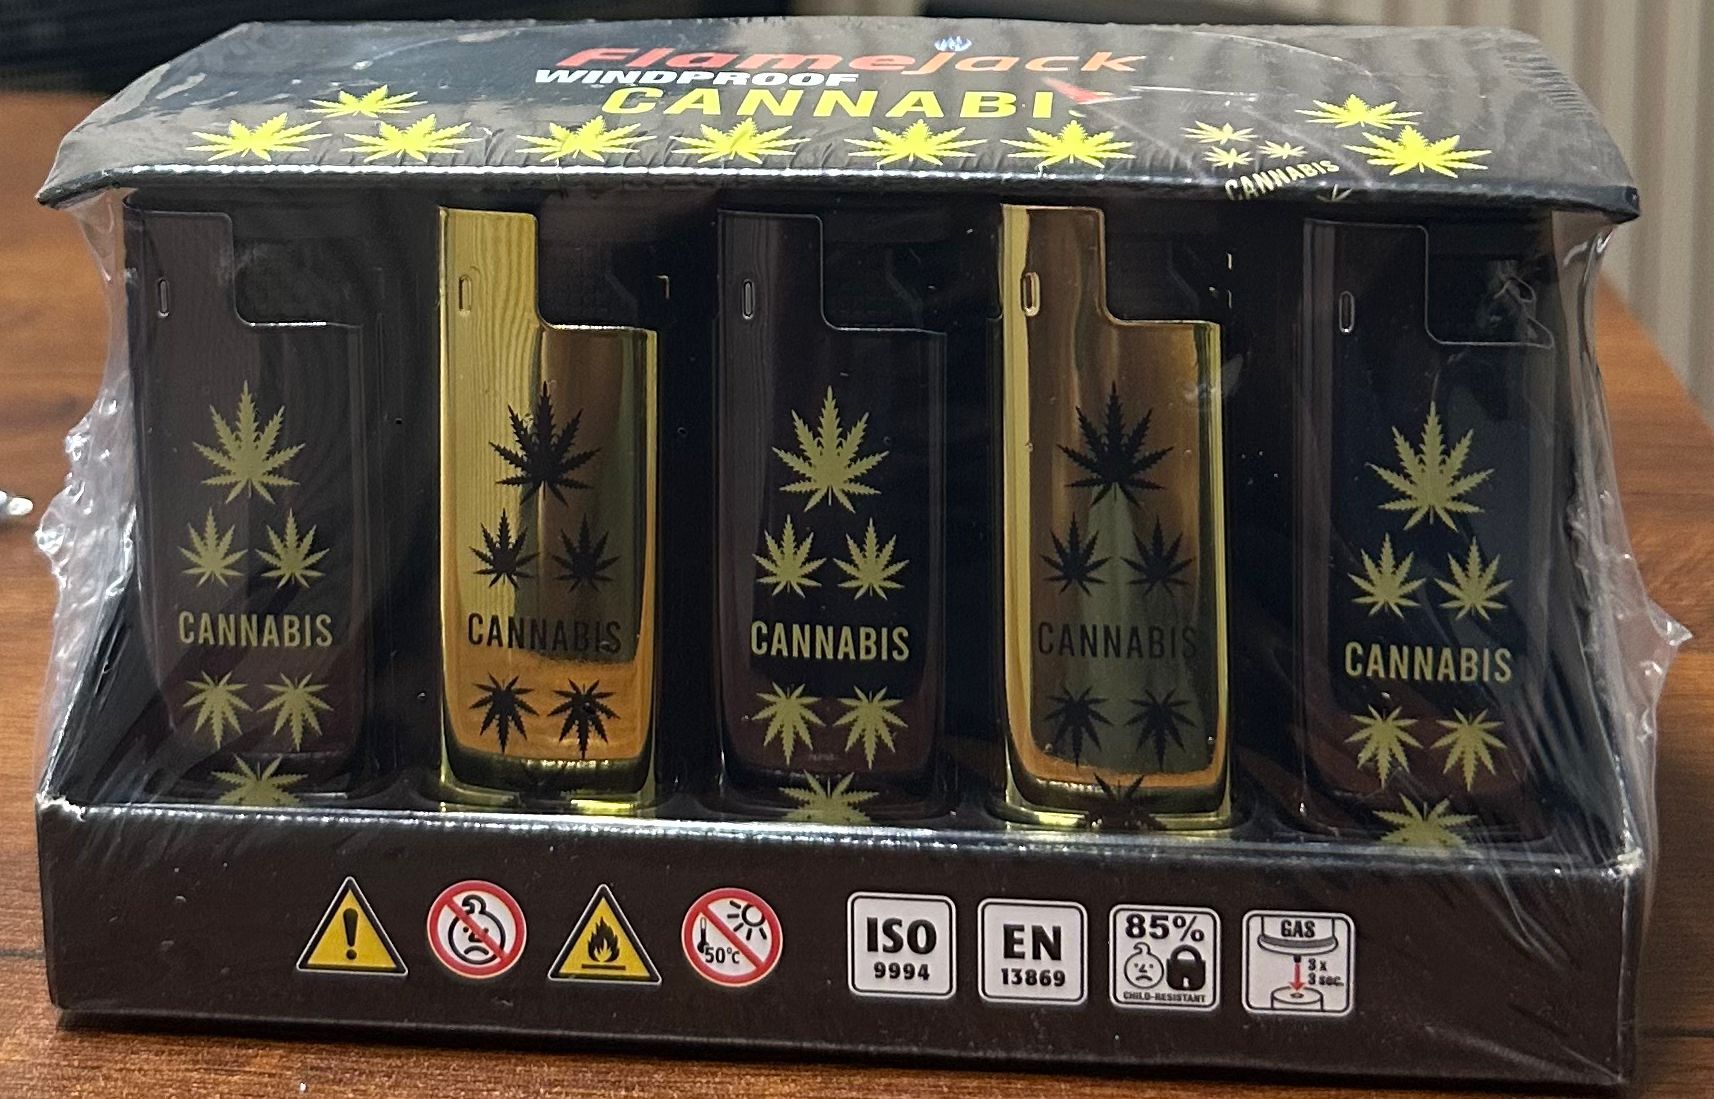 Flamejack
WINDPROOF
CANNABI
CANNABIS
CANNABIS
CANNABIS
CANNABIS
CANNABIS
CANNABIS
50°C
ISO
9994
EN
13869
85%
CHILD-RESISTANT
GAS
3 x
3 sec.